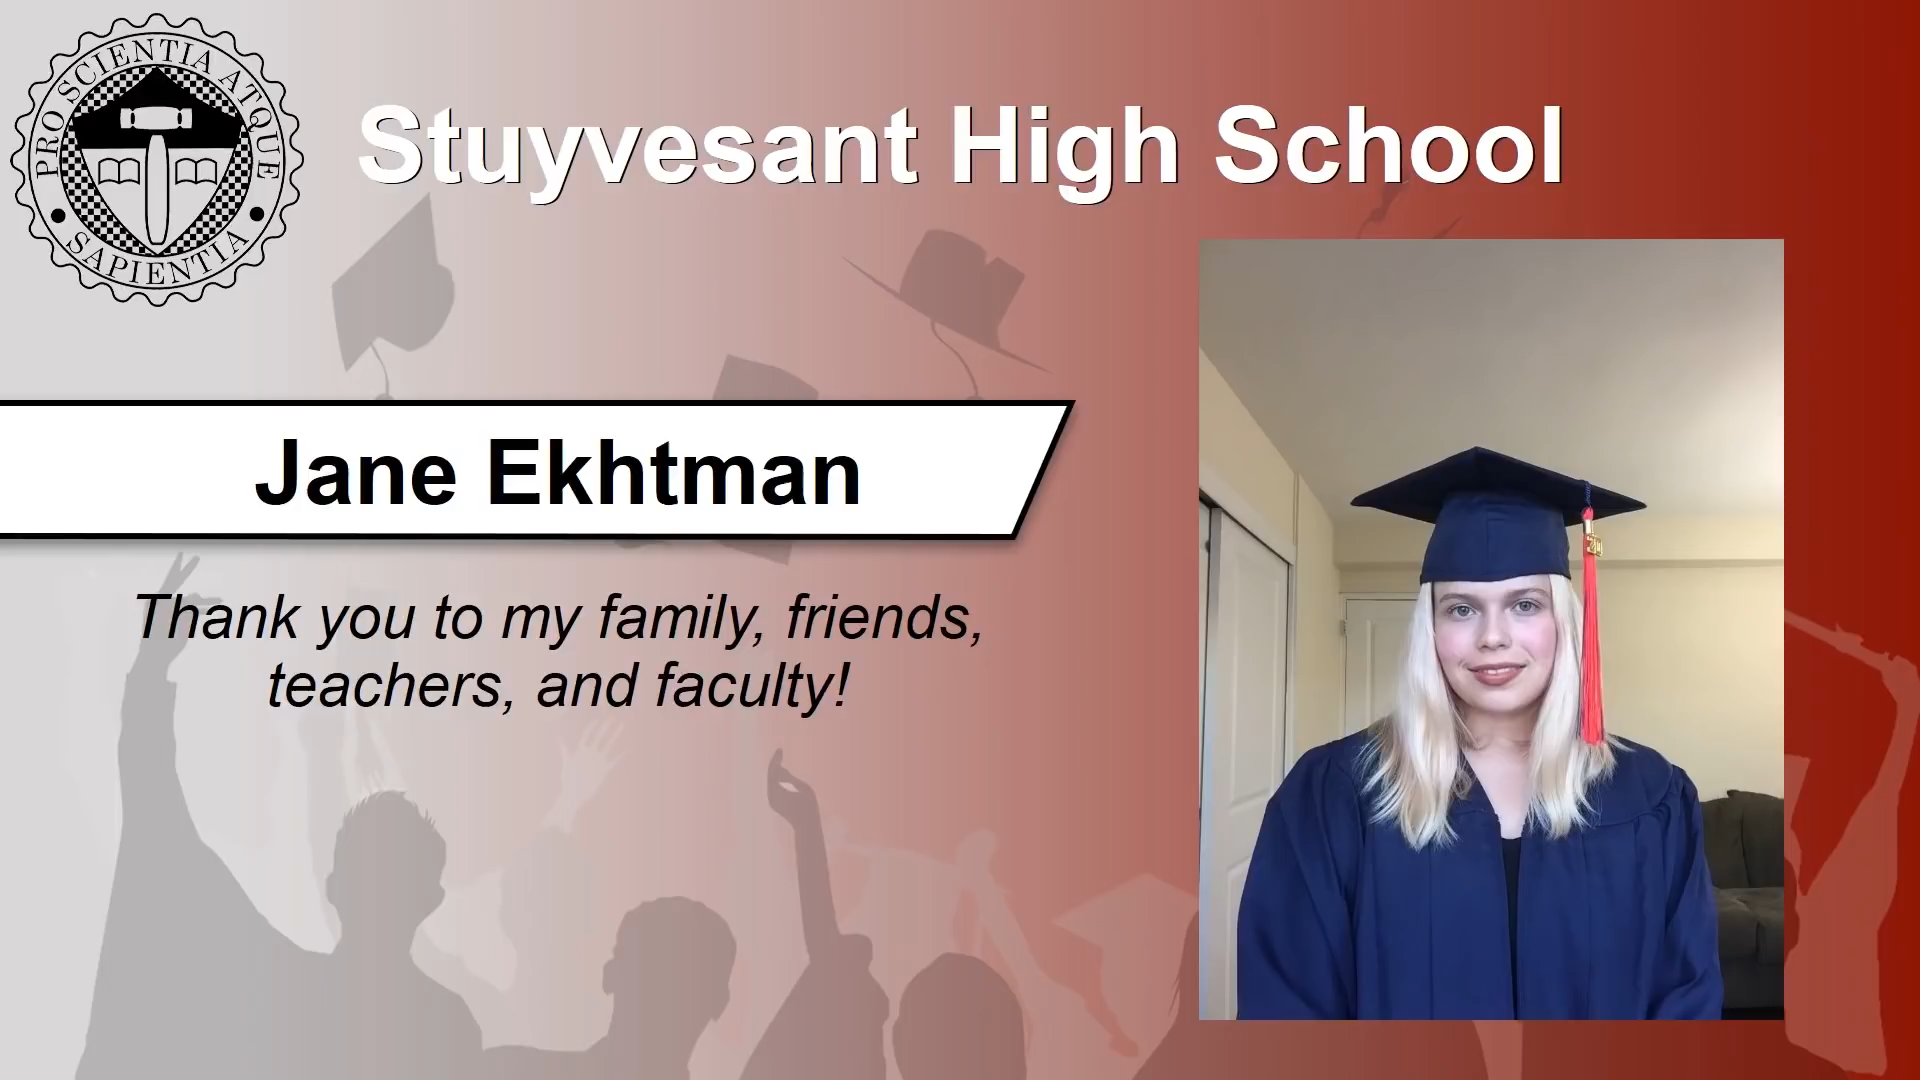 PRO SCIENTIA ATQUE
SAPIENTIA
Stuyvesant High School
Jane Ekhtman
Thank you to my family, friends,
teachers, and faculty!